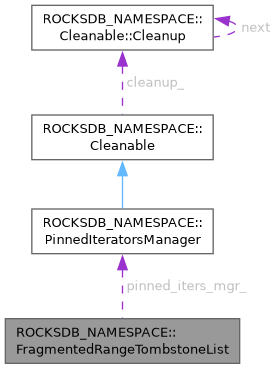 ROCKSDB_NAMESPACE::
Cleanable::Cleanup
next
cleanup_
ROCKSDB_NAMESPACE::
Cleanable
ROCKSDB_NAMESPACE::
PinnedIteratorsManager
pinned_iters_mgr_
ROCKSDB_NAMESPACE::
FragmentedRangeTombstoneList